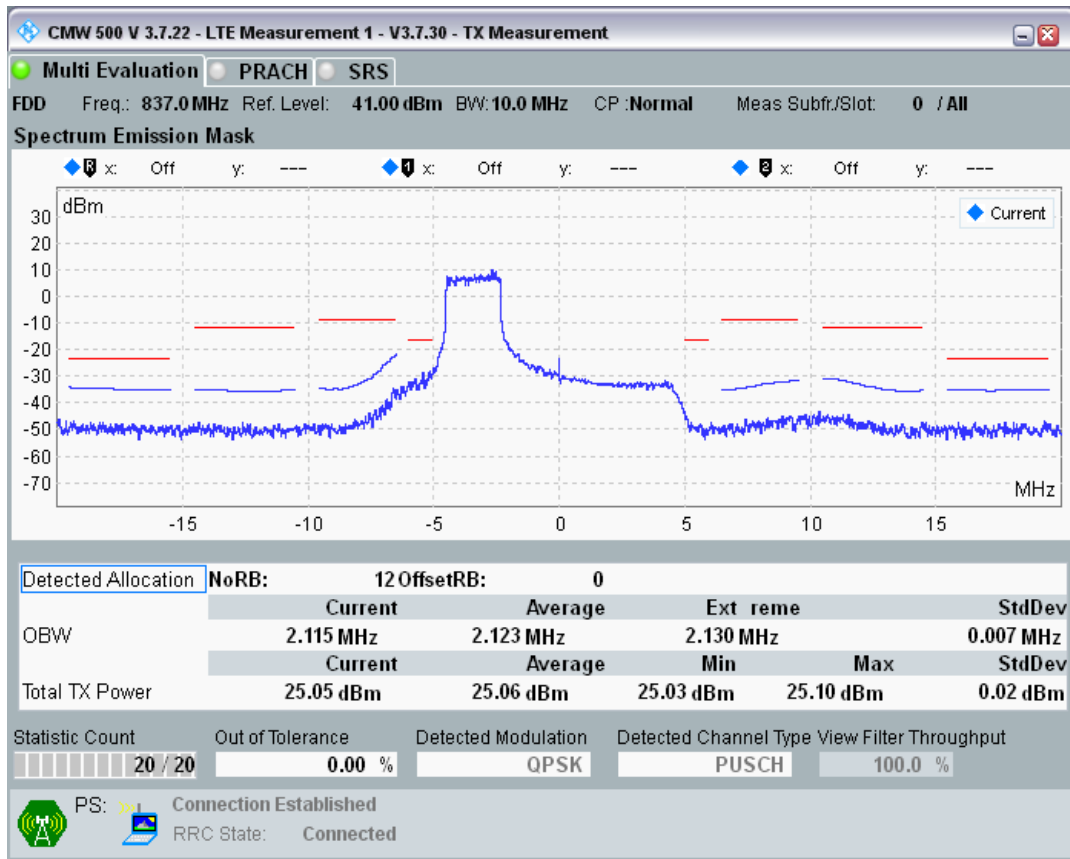 CMW 500 V 3.7.22 - LTE Measurement 1 - V3.7.30 - TX Measurement
Multi Evaluation PRACH SRS
FDD Freq.: 837.0 MHz Ref. Level: 41.00 dBm BW: 10.0 MHz CP :Normal Meas Subfr./Slot: 0 / All
Spectrum Emission Mask
R x: Off y: --- 1 x: Off y: --- 2 x: Off y: ---
dBm
Current
30
20
10
0
-10
-20
-30
-40
-50
-60
-70
MHz
-15 -10 -5 0 5 10 15
Detected Allocation NoRB: 12 OffsetRB: 0
Current Average Ext reme StdDev
OBW 2.115 MHz 2.123 MHz 2.130 MHz 0.007 MHz
Current Average Min Max StdDev
Total TX Power 25.05 dBm 25.06 dBm 25.03 dBm 25.10 dBm 0.02 dBm
Statistic Count Out of Tolerance Detected Modulation Detected Channel Type View Filter Throughput
20 / 20 0.00 % QPSK PUSCH 100.0 %
PS: Connection Established
RRC State: Connected